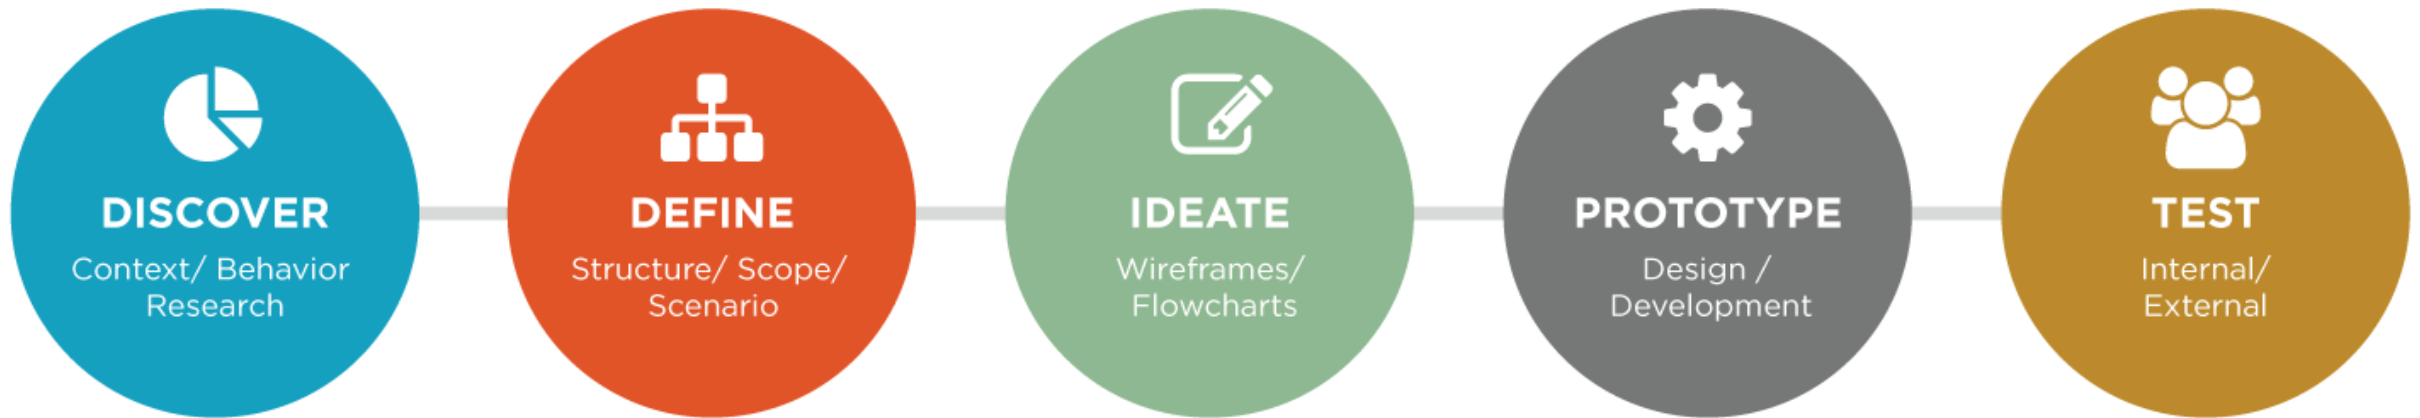 DISCOVER
Context/ Behavior
Research
DEFINE
Structure/ Scope/
Scenario
IDEATE
Wireframes/
Flowcharts
PROTOTYPE
Design /
Development
TEST
Internal/
External